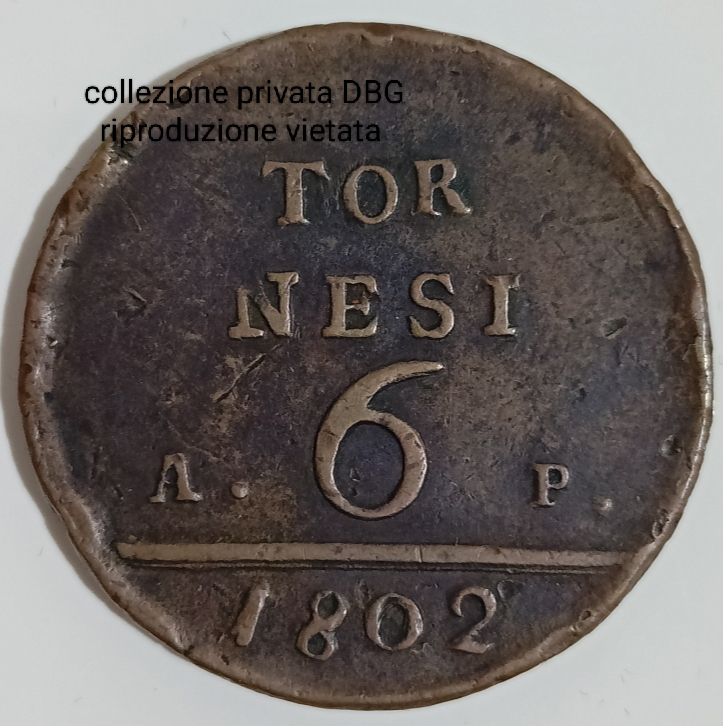 collezione privata DBG
riproduzione vietata
TOR
NESI
A. 6 P.
1802